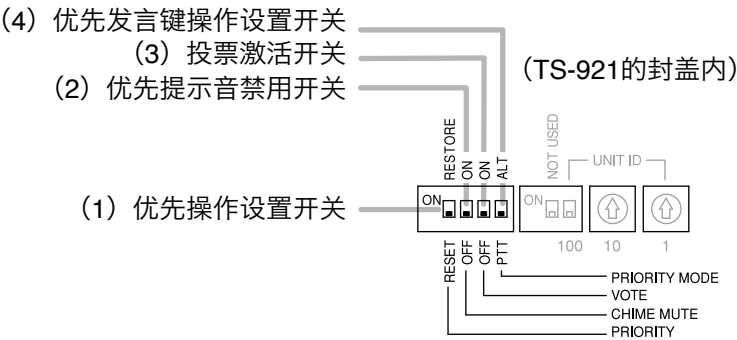 （4）优先发言键操作设置开关
（3）投票激活开关
（2）优先提示音禁用开关
（TS-921的封盖内）
RESTORE
ON
ON
ALT
NOT USED
UNIT ID
（1）优先操作设置开关
ON
ON
RESET
OFF
OFF
PTT
100
10
1
PRIORITY MODE
VOTE
CHIME MUTE
PRIORITY